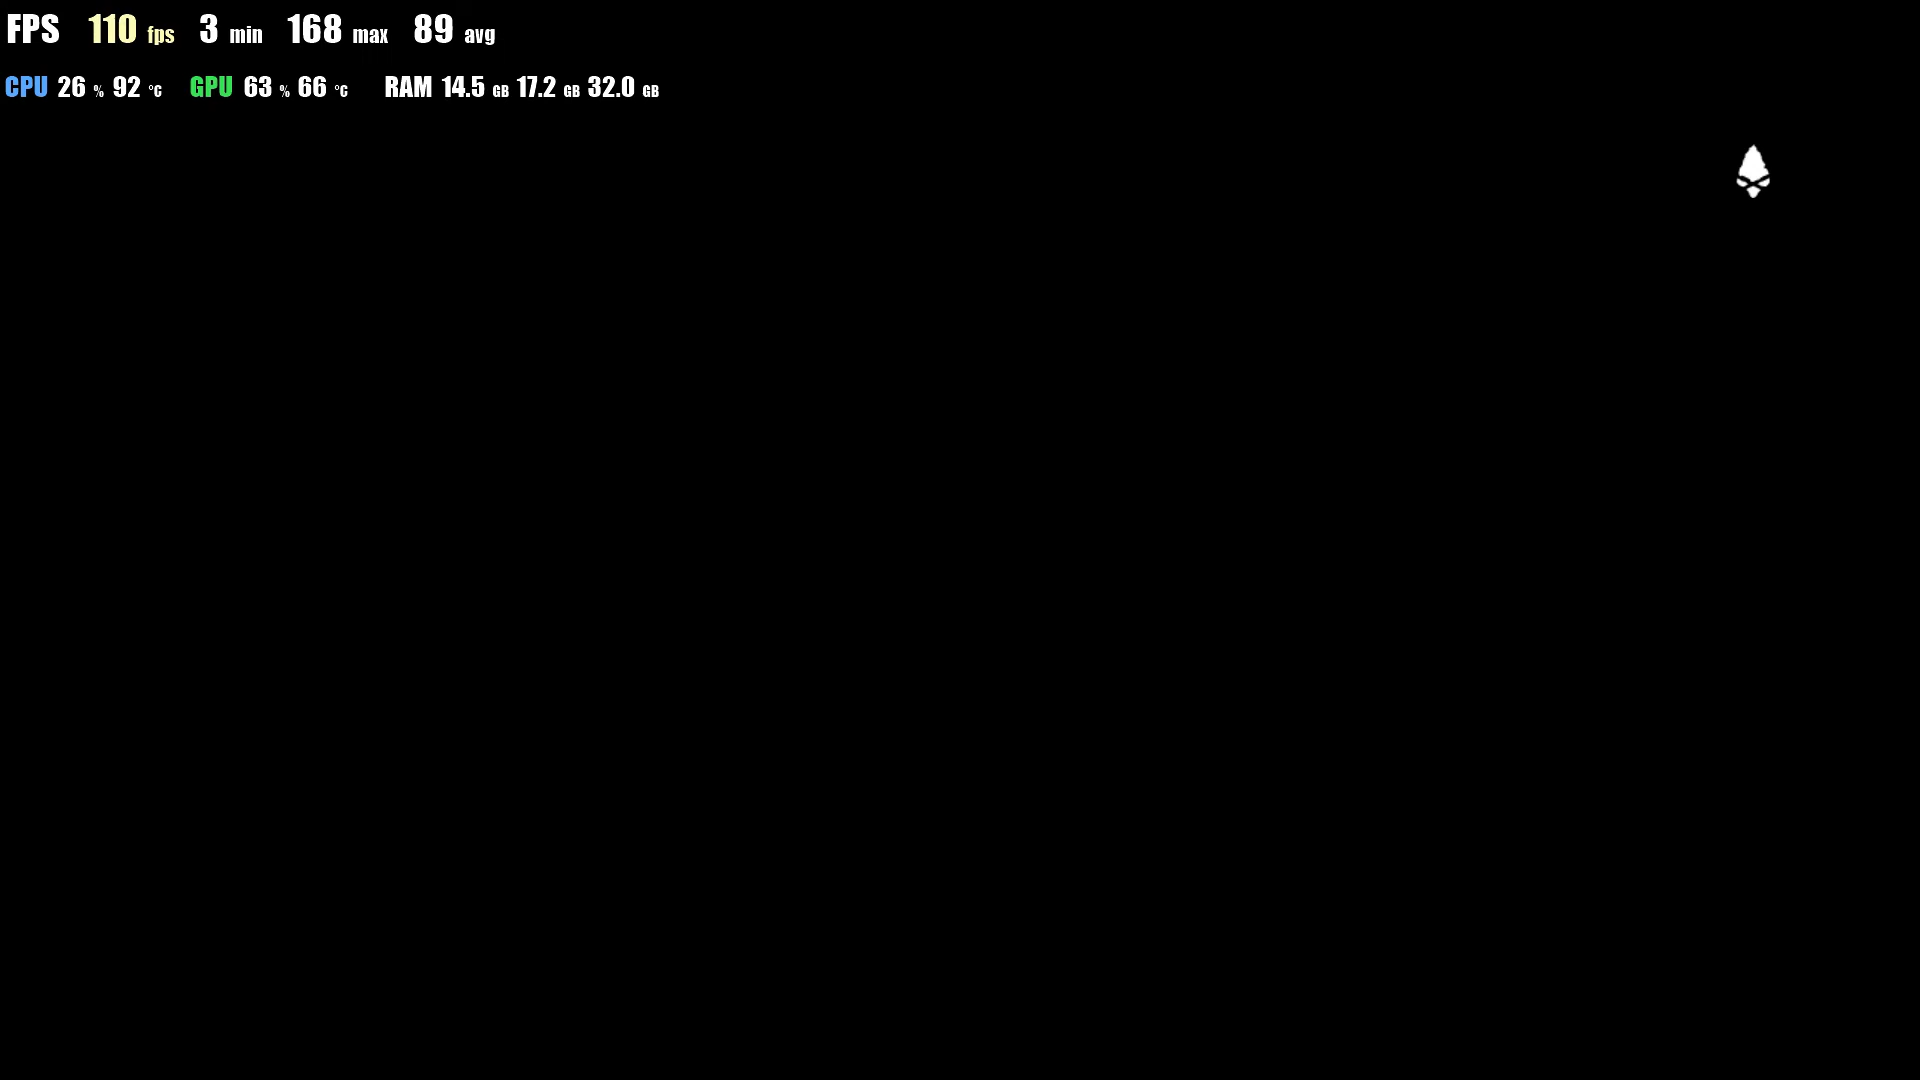 FPS 110 fps 3 min 168 max 89 avg
CPU 26 % 92 °C GPU 63 % 66 °C RAM 14.5 GB 17.2 GB 32.0 GB